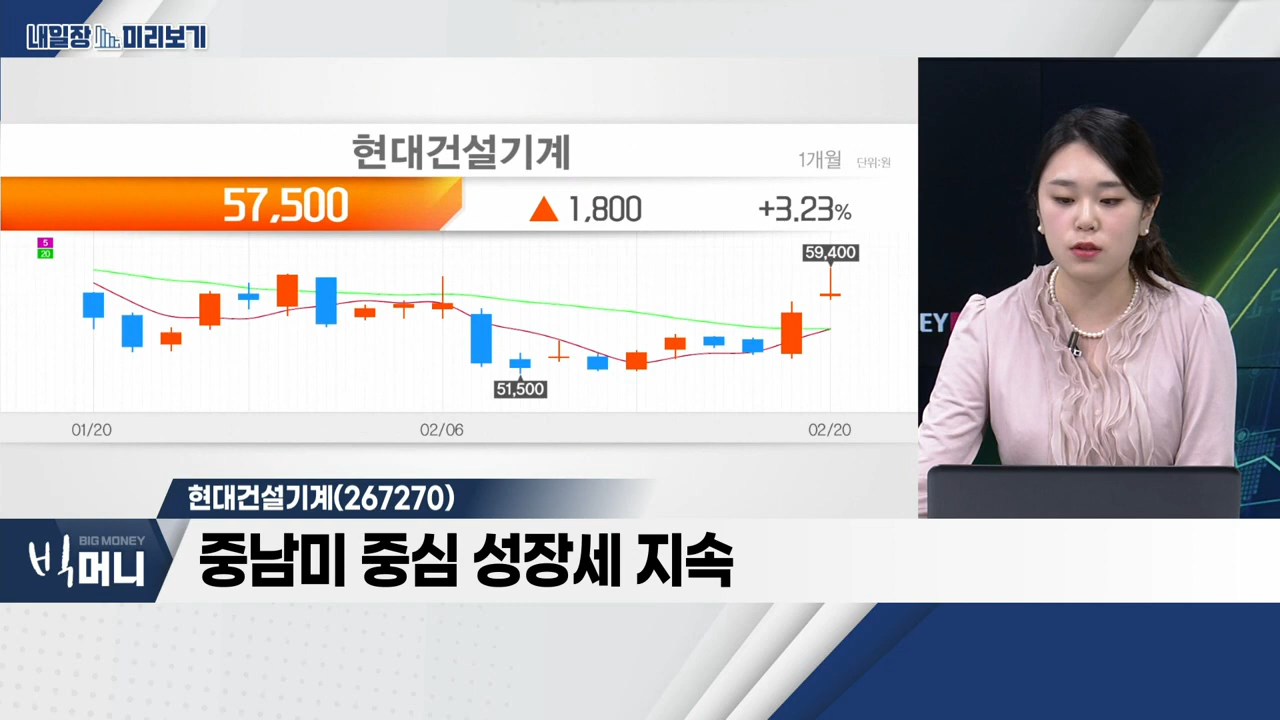 내일장 미리보기
현대건설기계
1개월 단위:원
57,500 ▲ 1,800 +3.23%
5
20
59,400
51,500
01/20 02/06 02/20
EY
현대건설기계(267270)
BIG MONEY
빅머니
중남미 중심 성장세 지속